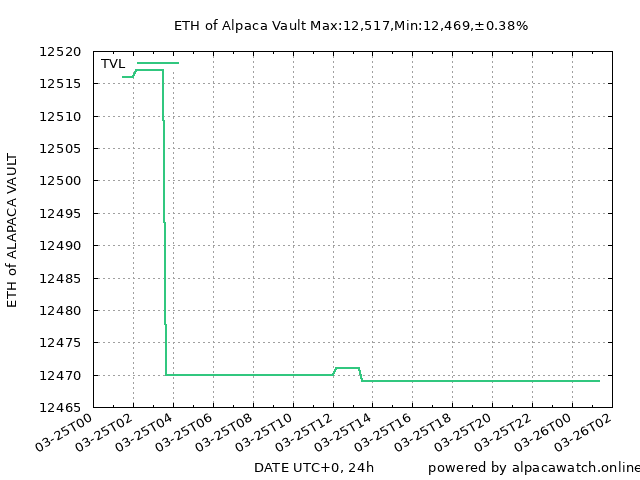 ETH of Alpaca Vault Max:12,517,Min:12,469,±0.38%
TVL
12520
12515
12510
12505
12500
12495
12490
12485
12480
12475
12470
12465
ETH of ALAPACA VAULT
03-25T00
03-25T02
03-25T04
03-25T06
03-25T08
03-25T10
03-25T12
03-25T14
03-25T16
03-25T18
03-25T20
03-25T22
03-26T00
03-26T02
DATE UTC+0, 24h
powered by alpacawatch.online